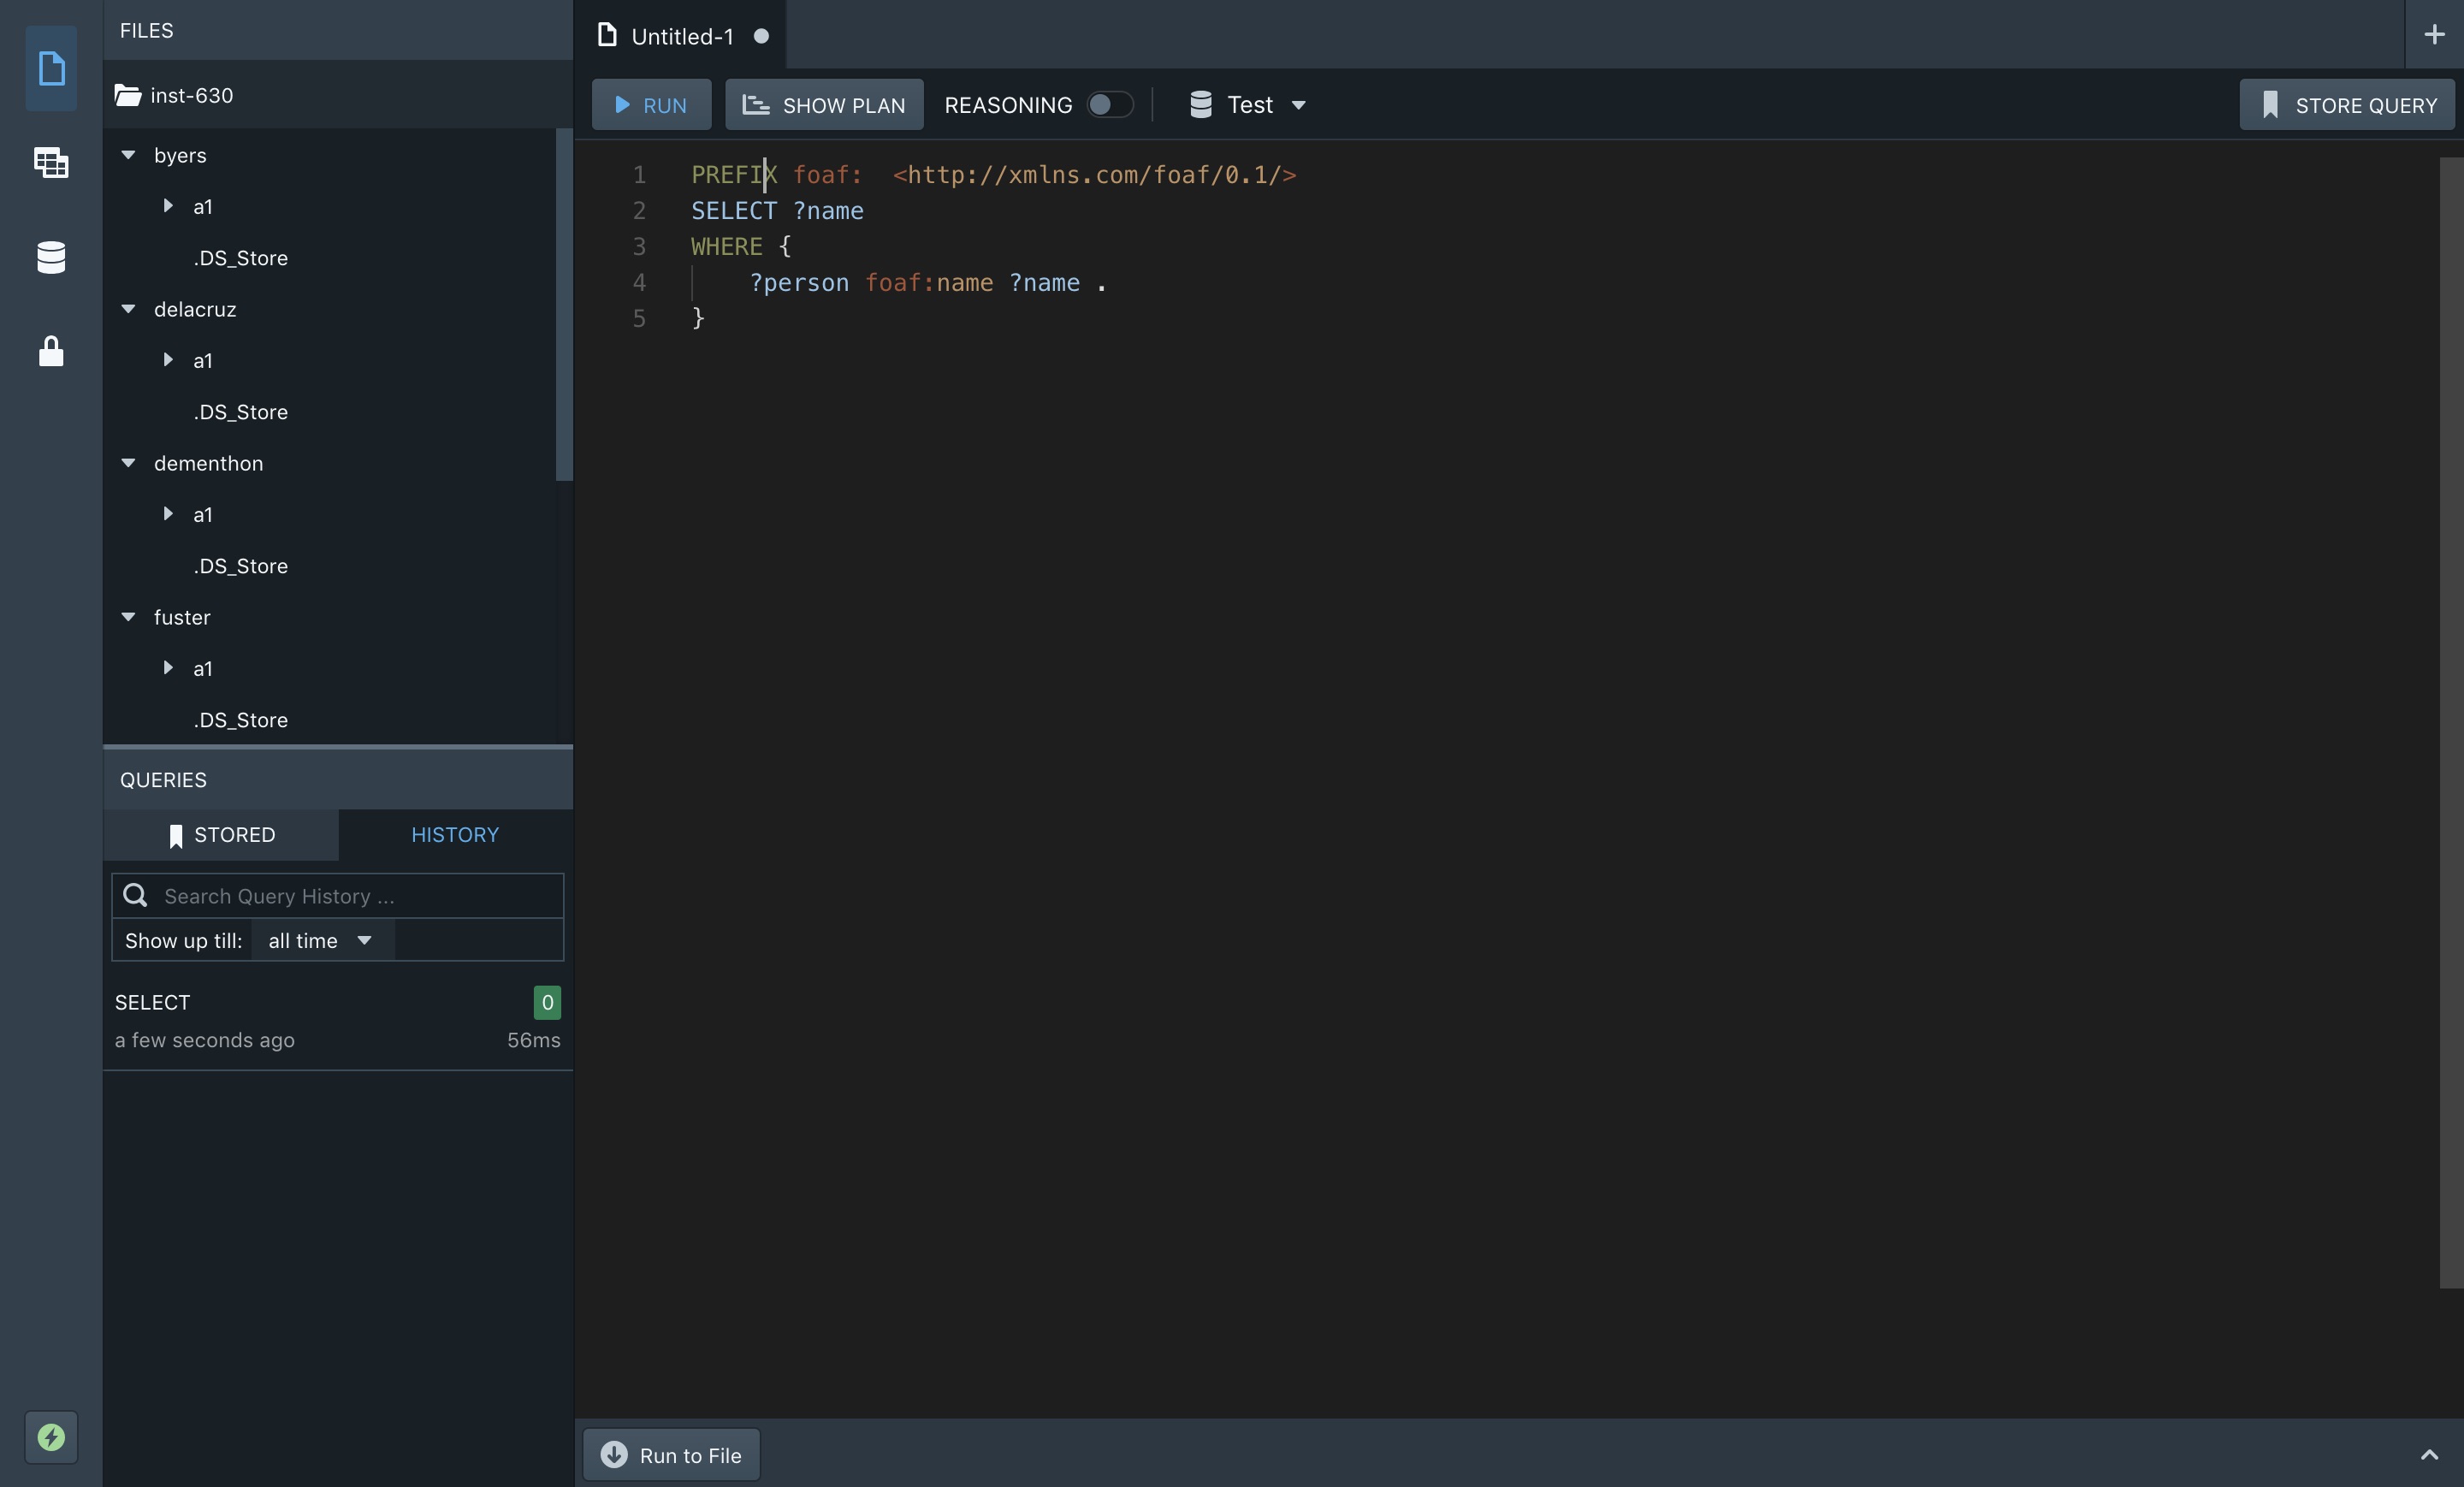 FILES
inst-630
byers
a1
.DS_Store
delacruz
a1
.DS_Store
dementhon
a1
.DS_Store
fuster
a1
.DS_Store
QUERIES
STORED HISTORY
Search Query History ...
Show up till: all time
SELECT 0
a few seconds ago 56ms
Untitled-1
RUN SHOW PLAN REASONING Test STORE QUERY
1 PREFIX foaf:  <http://xmlns.com/foaf/0.1/>
2 SELECT ?name
3 WHERE {
4     ?person foaf:name ?name .
5 }
Run to File